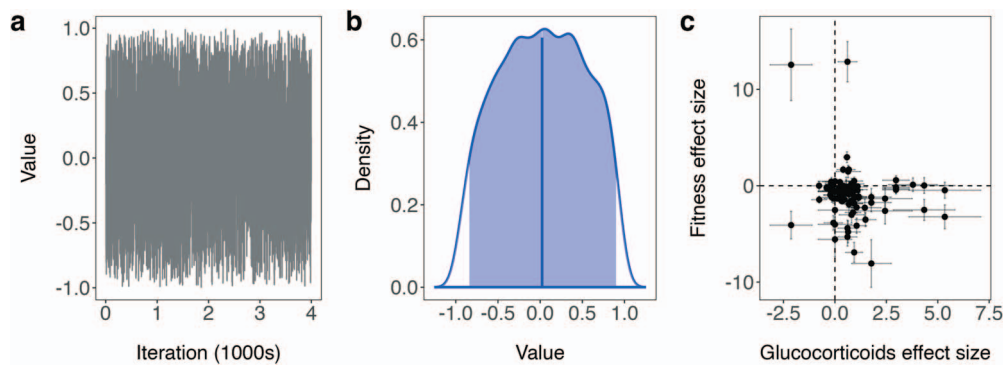 a
Value
1.0
0.5
0.0
-0.5
-1.0
0 1 2 3 4
Iteration (1000s)
b
Density
0.6
0.4
0.2
0.0
-1.0 -0.5 0.0 0.5 1.0
Value
c
Fitness effect size
10
0
-10
-2.5 0.0 2.5 5.0 7.5
Glucocorticoids effect size